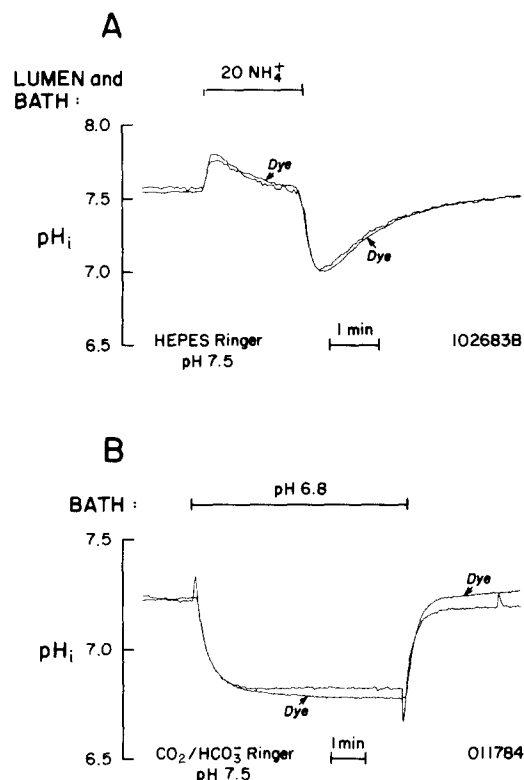 A
LUMEN and
BATH :
20 NH₄⁺
8.0
7.5
7.0
6.5
pHᵢ
Dye
Dye
1 min
HEPES Ringer
pH 7.5
102683B
B
BATH :
pH 6.8
7.5
7.0
6.5
pHᵢ
Dye
Dye
1 min
CO₂/HCO₃⁻ Ringer
pH 7.5
011784